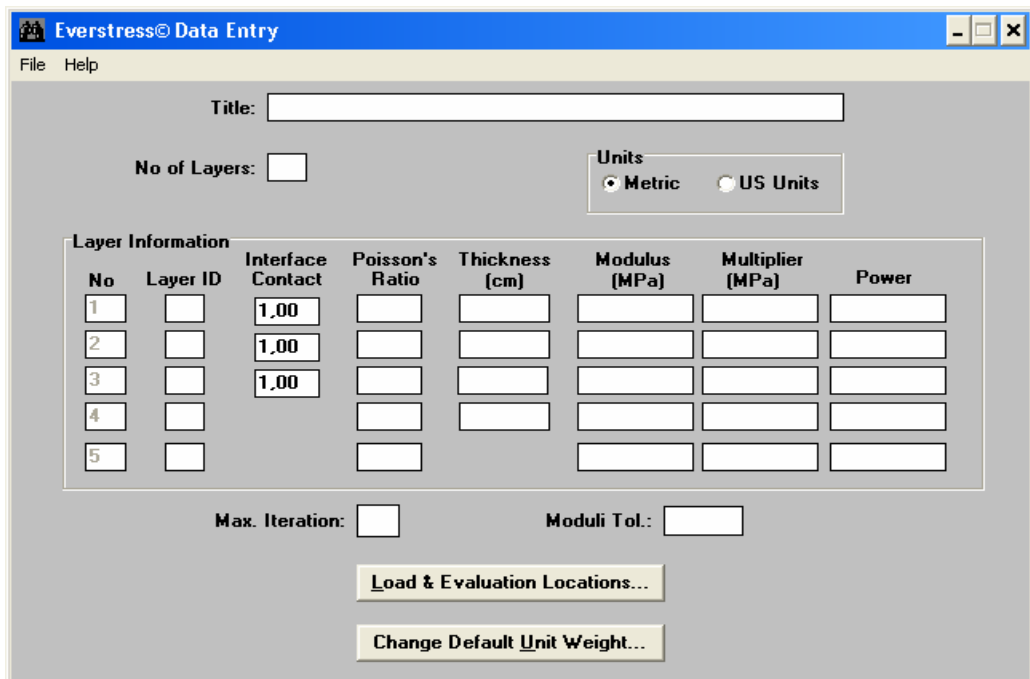 Everstress© Data Entry
File Help
Title:
No of Layers:
Units
Metric US Units
Layer Information
No Layer ID Interface Contact Poisson's Ratio Thickness (cm) Modulus (MPa) Multiplier (MPa) Power
1 1,00
2 1,00
3 1,00
4
5
Max. Iteration: Moduli Tol.:
Load & Evaluation Locations...
Change Default Unit Weight...